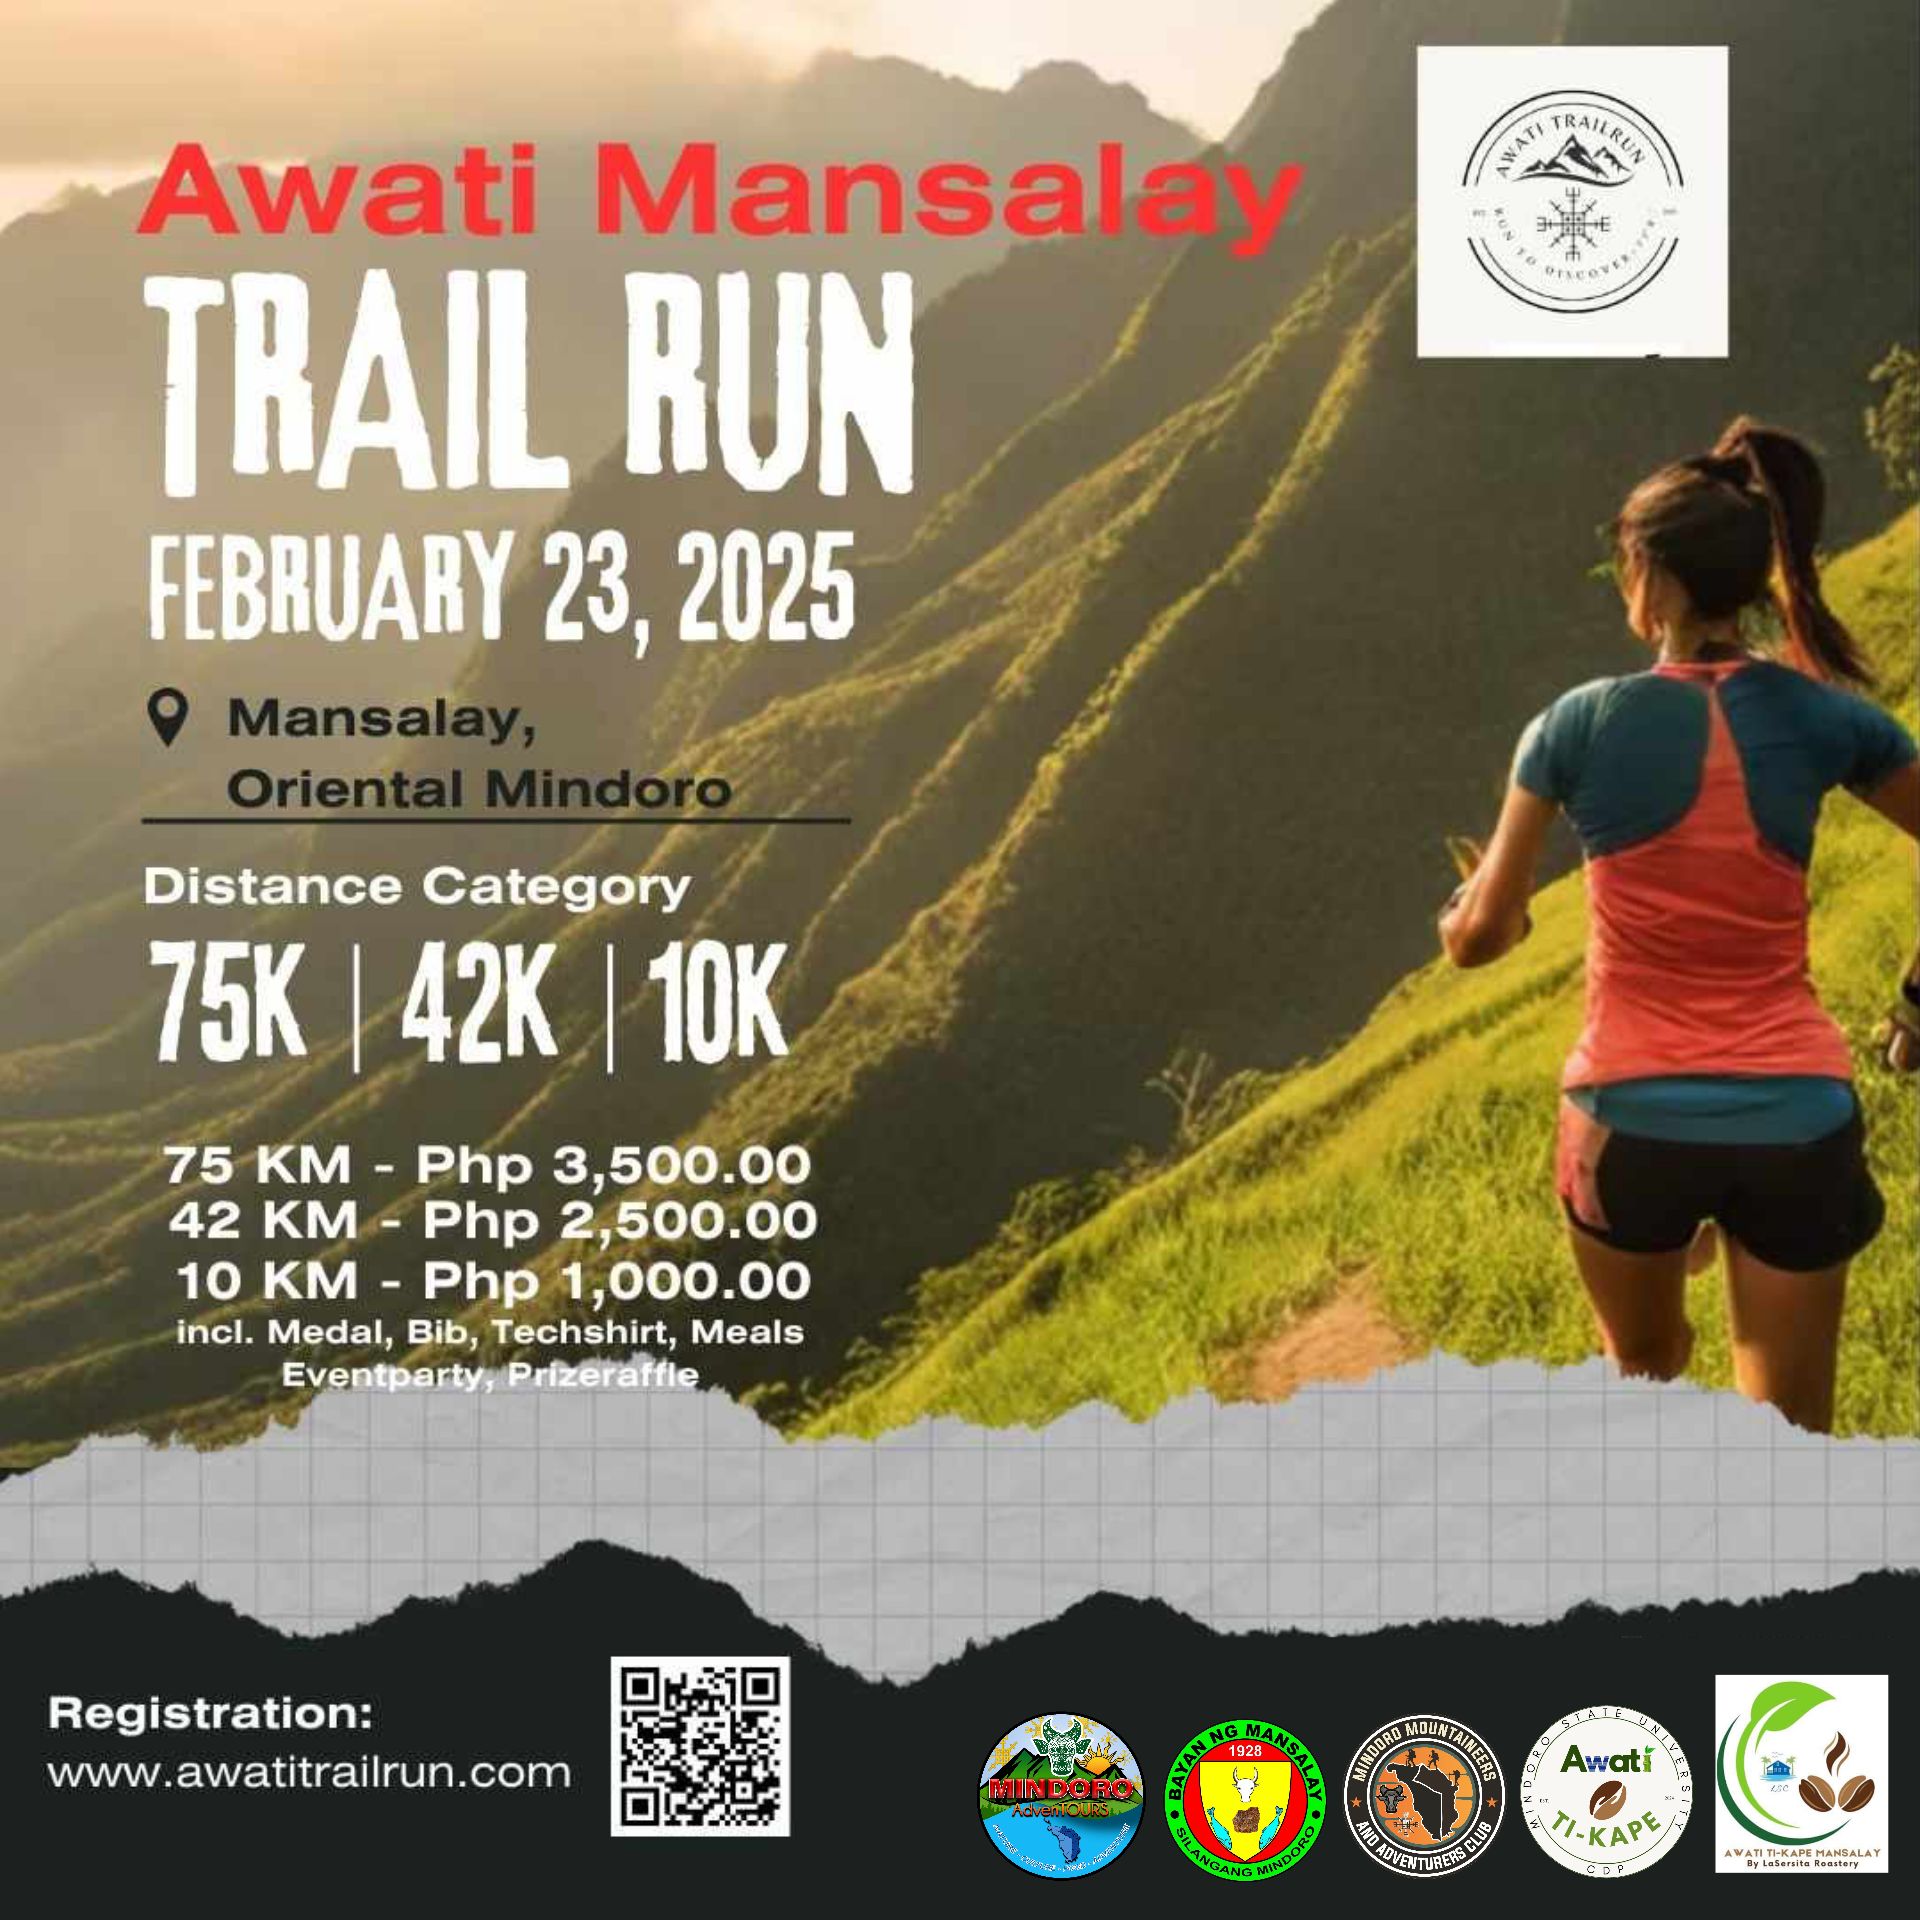 Awati Mansalay
TRAIL RUN
FEBRUARY 23, 2025
Mansalay,
Oriental Mindoro
Distance Category
75K | 42K | 10K
75 KM - Php 3,500.00
42 KM - Php 2,500.00
10 KM - Php 1,000.00
incl. Medal, Bib, Techshirt, Meals
Eventparty, Prizeraffle
AWATI TRAILRUN
RUN TO DISCOVER
Registration:
www.awatitrailrun.com
MINDORO
AdvenTOURS
BAYAN NG MANSALAY
1928
SILANGANG MINDORO
MINDORO MOUNTAINEERS
AND ADVENTURERS CLUB
MINDORO STATE UNIVERSITY
Awati
TI-KAPE
CDP
LSC
AWATI TI-KAPE MANSALAY
By LaSersita Roastery